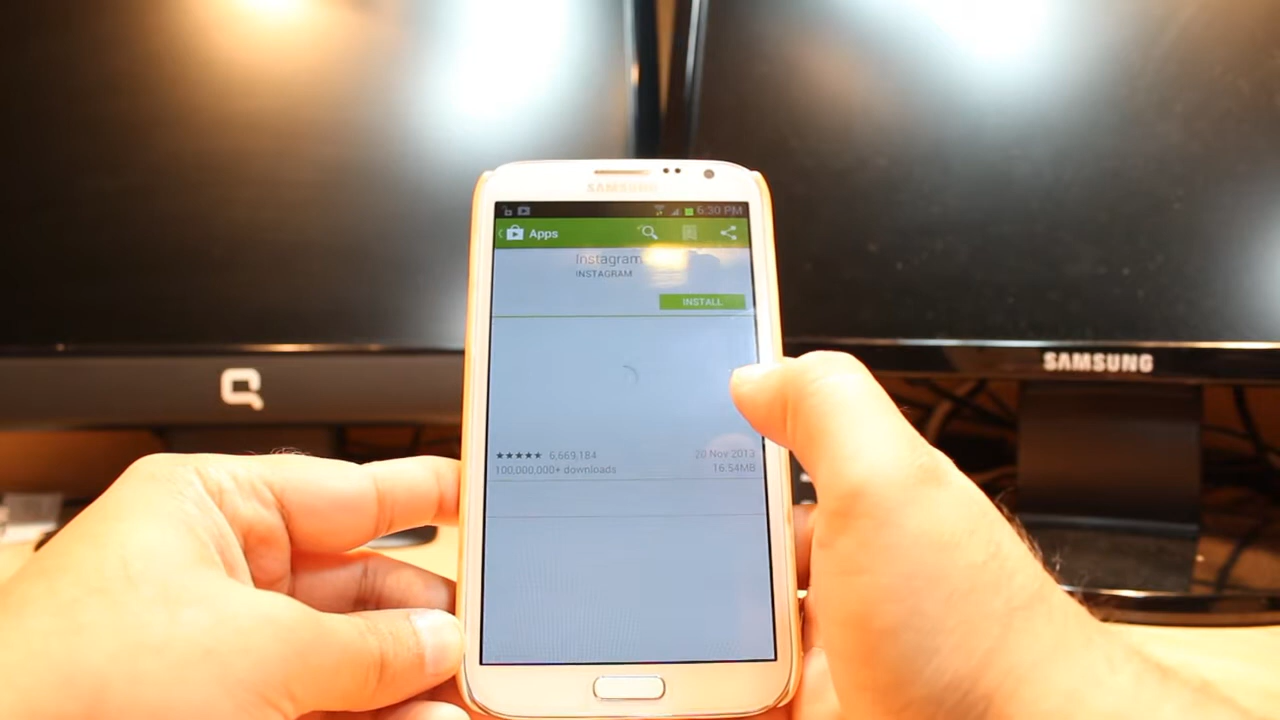 SAMSUNG
6:30 PM
Apps
Instagram
INSTAGRAM
INSTALL
6,669,184
20 Nov 2013
100,000,000+ downloads
16.54MB
SAMSUNG